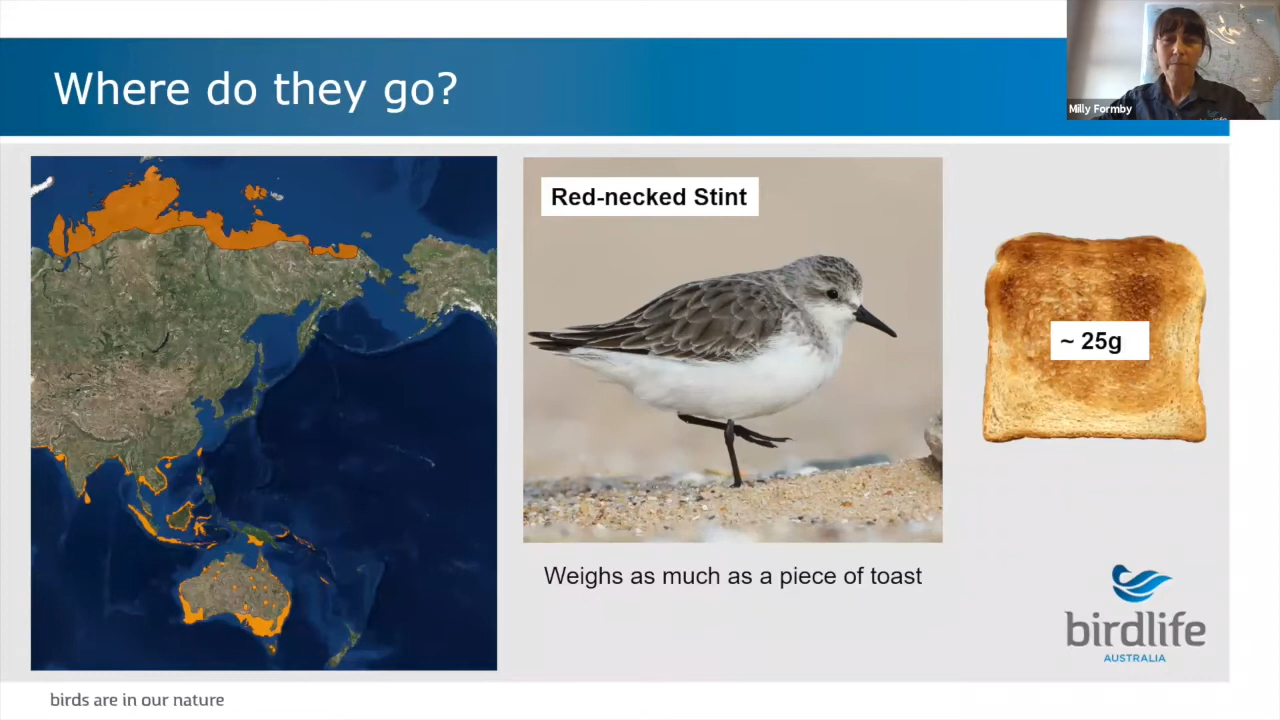 Where do they go?
Milly Formby
Red-necked Stint
~ 25g
Weighs as much as a piece of toast
birdlife
AUSTRALIA
birds are in our nature